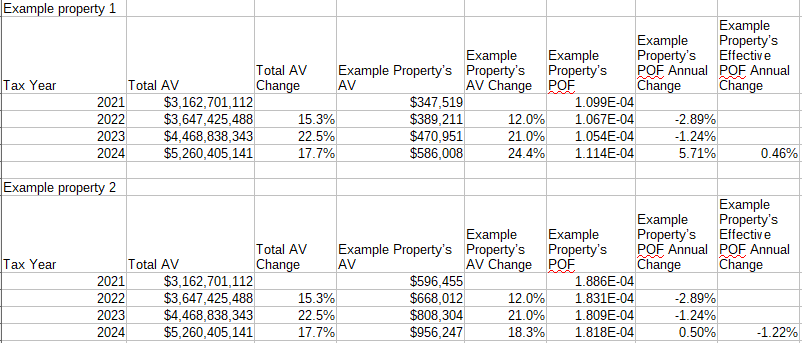 Example property 1
Tax Year | Total AV | Total AV Change | Example Property's AV | Example Property's AV Change | Example Property's POF | Example Property's POF Annual Change | Example Property's Effective POF Annual Change
2021 $3,162,701,112 $347,519 1.099E-04
2022 $3,647,425,488 15.3% $389,211 12.0% 1.067E-04 -2.89%
2023 $4,468,838,343 22.5% $470,951 21.0% 1.054E-04 -1.24%
2024 $5,260,405,141 17.7% $586,008 24.4% 1.114E-04 5.71% 0.46%
Example property 2
Tax Year | Total AV | Total AV Change | Example Property's AV | Example Property's AV Change | Example Property's POF | Example Property's POF Annual Change | Example Property's Effective POF Annual Change
2021 $3,162,701,112 $596,455 1.886E-04
2022 $3,647,425,488 15.3% $668,012 12.0% 1.831E-04 -2.89%
2023 $4,468,838,343 22.5% $808,304 21.0% 1.809E-04 -1.24%
2024 $5,260,405,141 17.7% $956,247 18.3% 1.818E-04 0.50% -1.22%